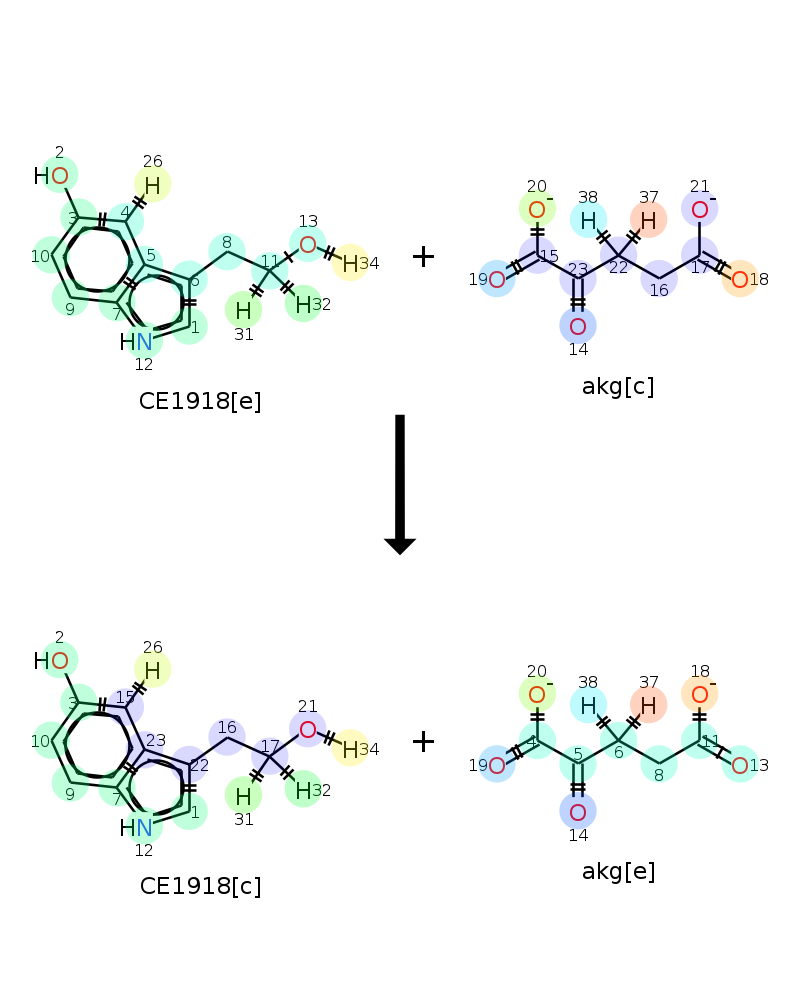 2
HO
26
H
3
4
10
5
9
7
6
HN
12
1
8
11
13
O
H34
H
31
H32
+
20
O-
38
H
37
H
21
O-
19O
15
23
22
16
17
O18
O
14
CE1918[e]
akg[c]
2
HO
26
H
3
15
10
23
9
7
22
HN
12
1
16
17
21
O
H34
H
31
H32
+
20
O-
38
H
37
H
18
O-
19O
4
5
6
8
11
O13
O
14
CE1918[c]
akg[e]